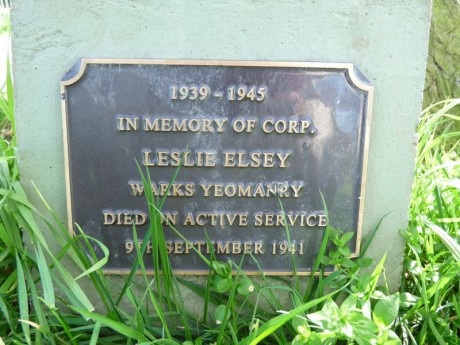 1939 - 1945
IN MEMORY OF CORP.
LESLIE ELSEY
WARKS YEOMANRY
DIED ON ACTIVE SERVICE
9TH SEPTEMBER 1941